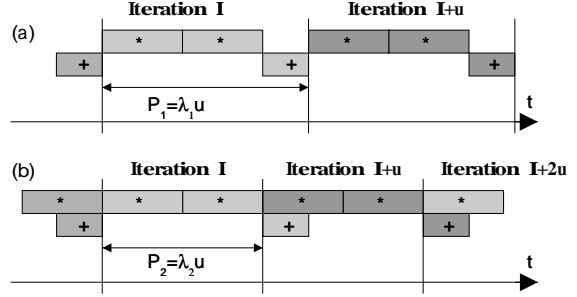 Iteration I Iteration I+u
(a)
* * * *
+ + +
P₁=λ₁u
t
(b)
Iteration I Iteration I+u Iteration I+2u
* * * * * *
+ + +
P₂=λ₂u
t